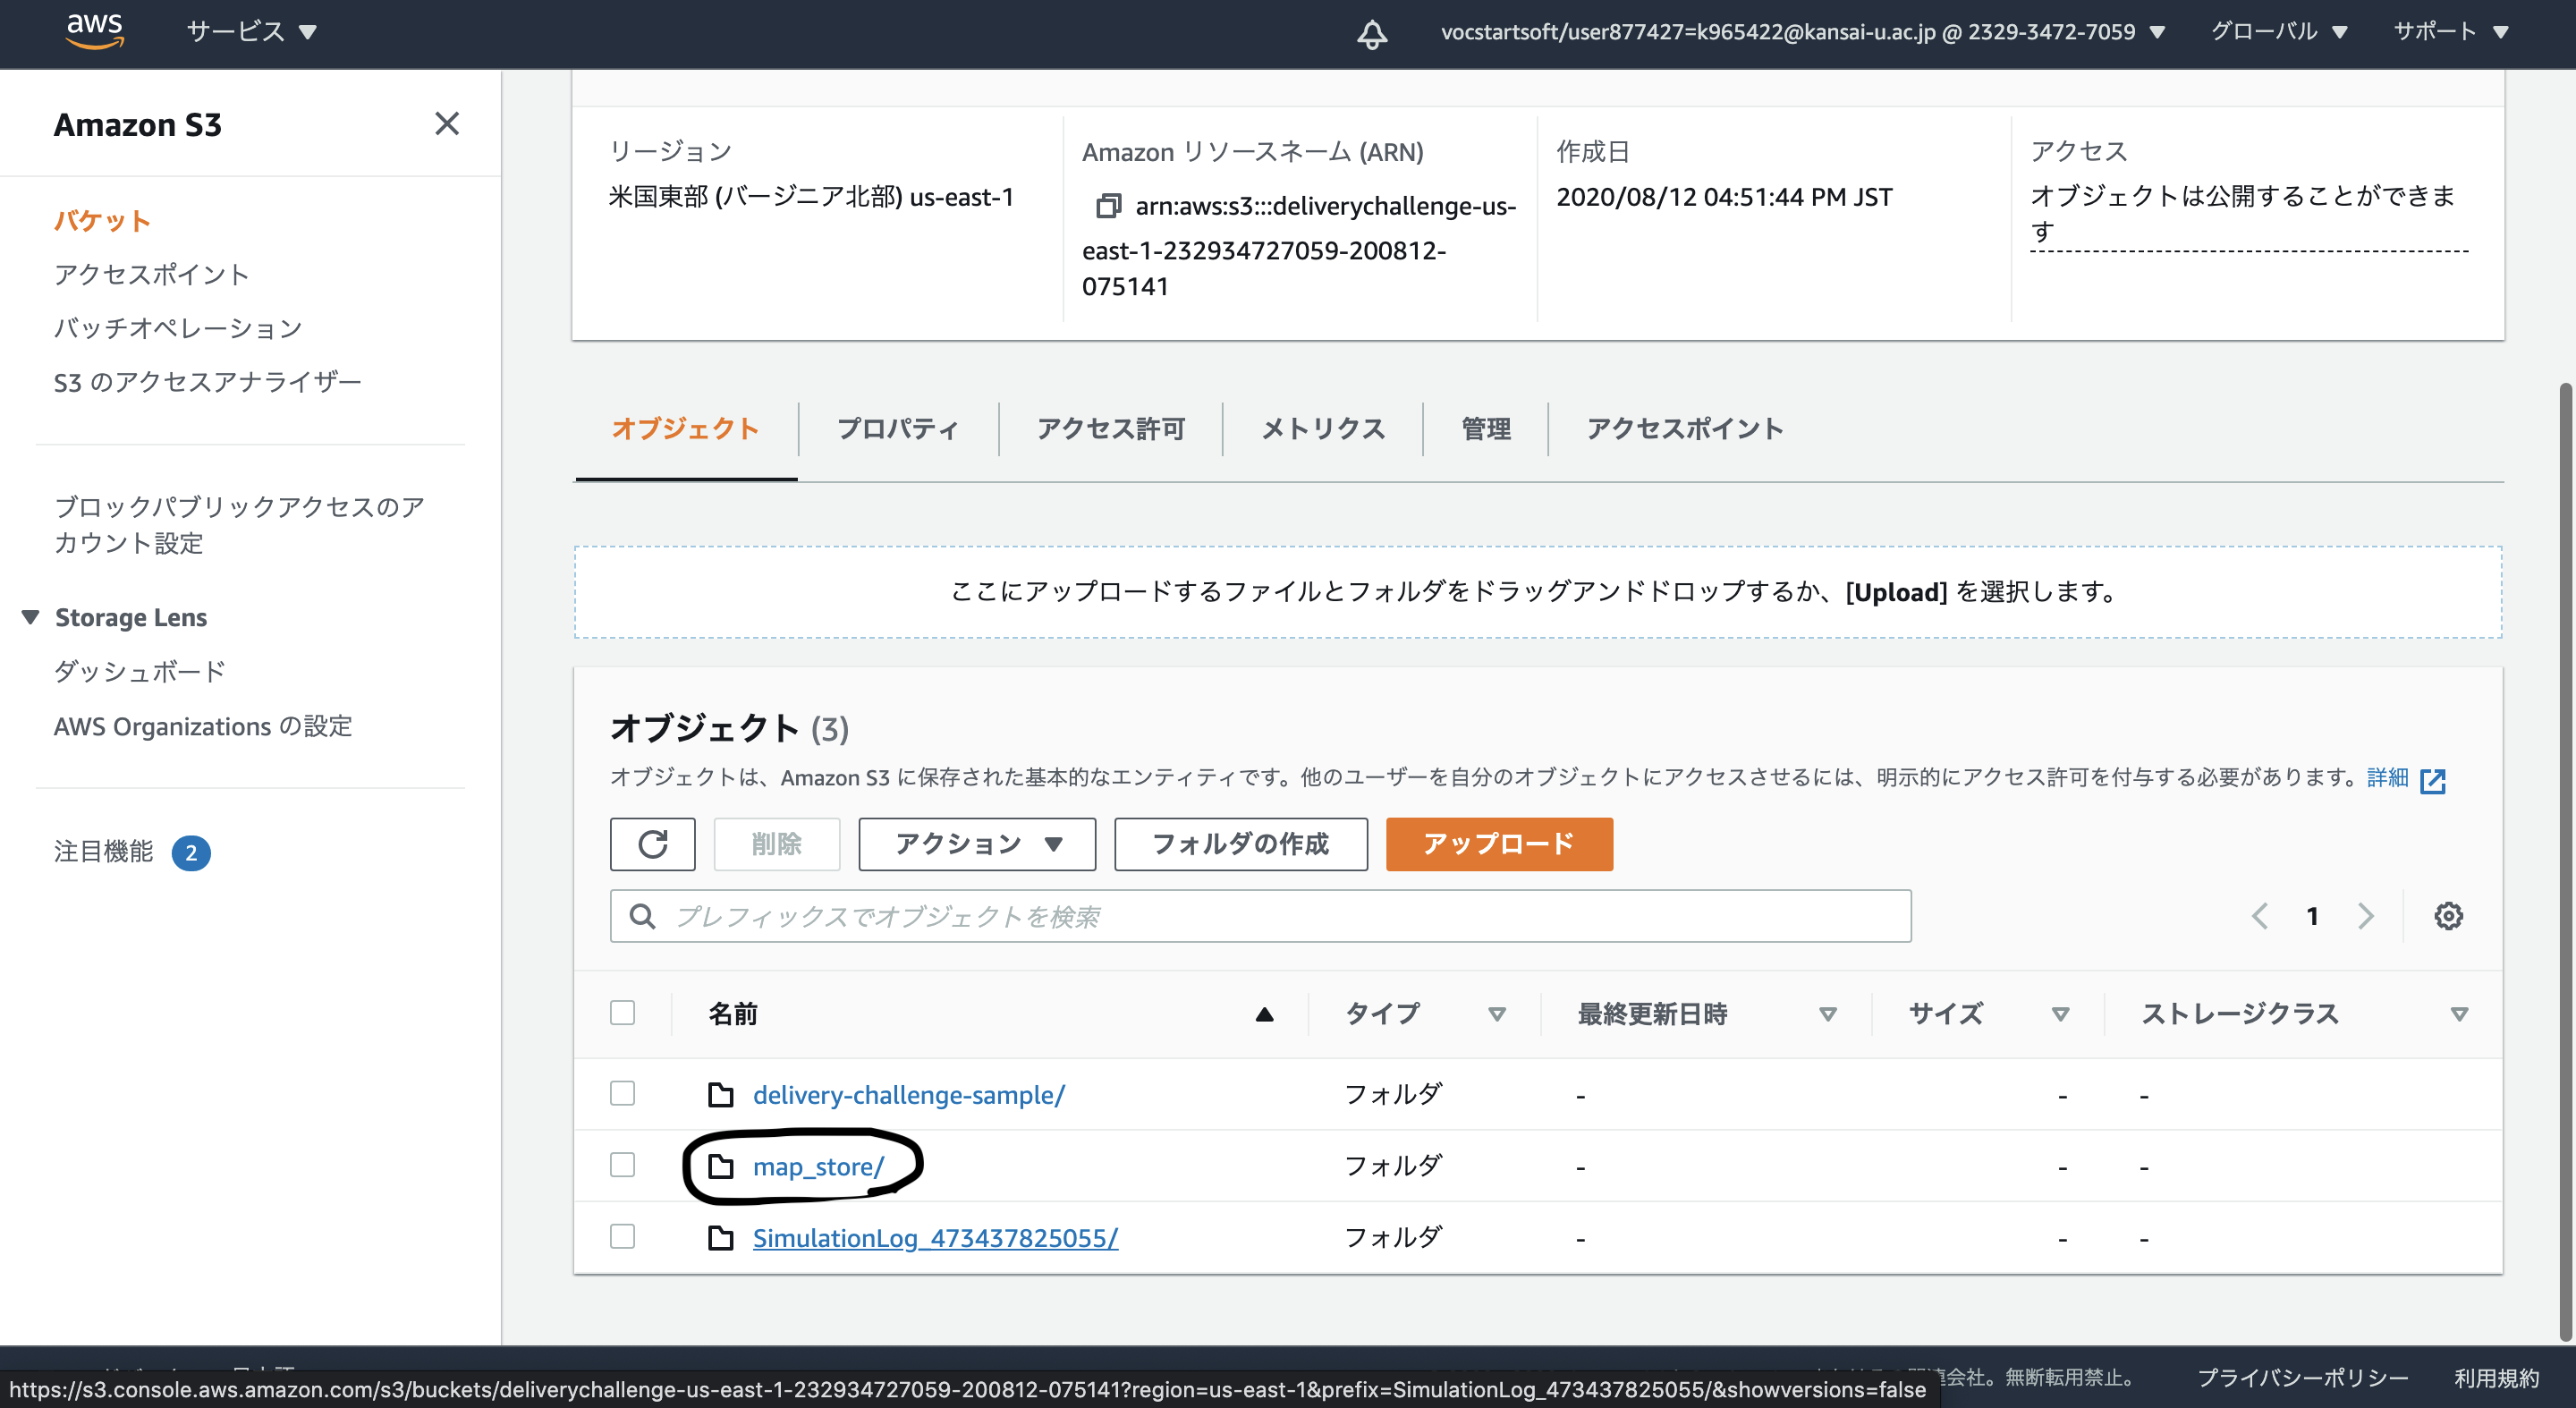 aws サービス ▼ vocstartsoft/user877427=k965422@kansai-u.ac.jp @ 2329-3472-7059 ▼ グローバル ▼ サポート ▼
Amazon S3
バケット
アクセスポイント
バッチオペレーション
S3 のアクセスアナライザー
ブロックパブリックアクセスのア
カウント設定
▼ Storage Lens
ダッシュボード
AWS Organizations の設定
注目機能 2
リージョン
米国東部 (バージニア北部) us-east-1
Amazon リソースネーム (ARN)
arn:aws:s3:::deliverychallenge-us-
east-1-232934727059-200812-
075141
作成日
2020/08/12 04:51:44 PM JST
アクセス
オブジェクトは公開することができま
す
オブジェクト プロパティ アクセス許可 メトリクス 管理 アクセスポイント
ここにアップロードするファイルとフォルダをドラッグアンドドロップするか、[Upload] を選択します。
オブジェクト (3)
オブジェクトは、Amazon S3 に保存された基本的なエンティティです。他のユーザーを自分のオブジェクトにアクセスさせるには、明示的にアクセス許可を付与する必要があります。詳細
削除 アクション ▼ フォルダの作成 アップロード
プレフィックスでオブジェクトを検索 1
名前 タイプ 最終更新日時 サイズ ストレージクラス
delivery-challenge-sample/ フォルダ - - -
map_store/ フォルダ - - -
SimulationLog_473437825055/ フォルダ - - -
会社。無断転用禁止。 プライバシーポリシー 利用規約
https://s3.console.aws.amazon.com/s3/buckets/deliverychallenge-us-east-1-232934727059-200812-075141?region=us-east-1&prefix=SimulationLog_473437825055/&showversions=false